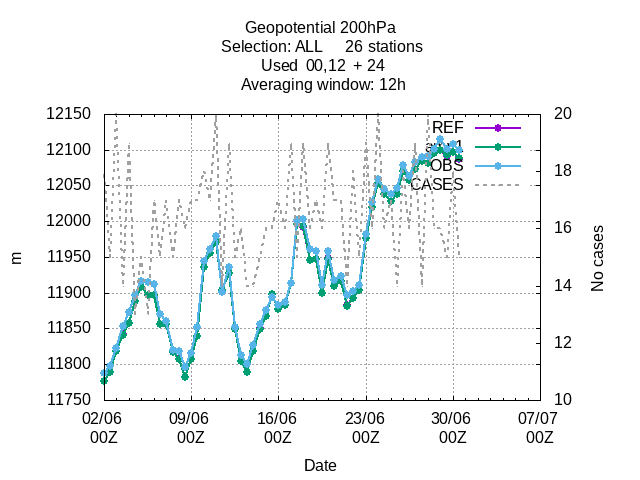 Geopotential 200hPa
Selection: ALL 26 stations
Used 00,12 + 24
Averaging window: 12h
12150
12100
12050
12000
11950
11900
11850
11800
11750
m
20
18
16
14
12
10
No cases
REF
OBS
CASES
02/06 09/06 16/06 23/06 30/06 07/07
00Z 00Z 00Z 00Z 00Z 00Z
Date